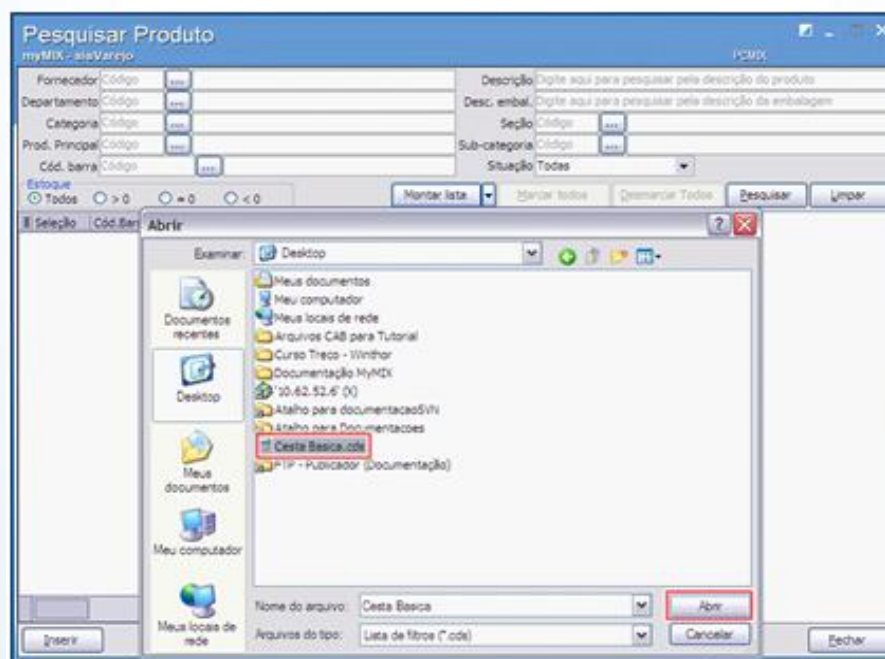 Pesquisar Produto
myMIX - siaVarejo
PCMIX
Fornecedor Código ... Descrição Digite aqui para pesquisar pela descrição do produto
Departamento Código ... Desc. embal. Digite aqui para pesquisar pela descrição da embalagem
Categoria Código ... Seção Código ...
Prod. Principal Código ... Sub-categoria Código ...
Cód. barra Código ... Situação Todas
Estoque
Todos > 0 = 0 < 0 Montar lista Marcar todos Desmarcar Todos Pesquisar Limpar
Seleção Cód.Barr
Abrir
Examinar: Desktop
Meus documentos
Meu computador
Meus locais de rede
Arquivos CAB para Tutorial
Curso Treco - Winthor
Documentação MyMIX
'10.62.52.6' (X)
Atalho para documentacaoSVN
Atalho para Documentacoes
Cesta Basica.cds
FTP - Publicador (Documentação)
Documentos recentes
Desktop
Meus documentos
Meu computador
Meus locais de rede
Nome do arquivo: Cesta Basica Abrir
Arquivos do tipo: Lista de filtros (*.cds) Cancelar
Inserir Fechar